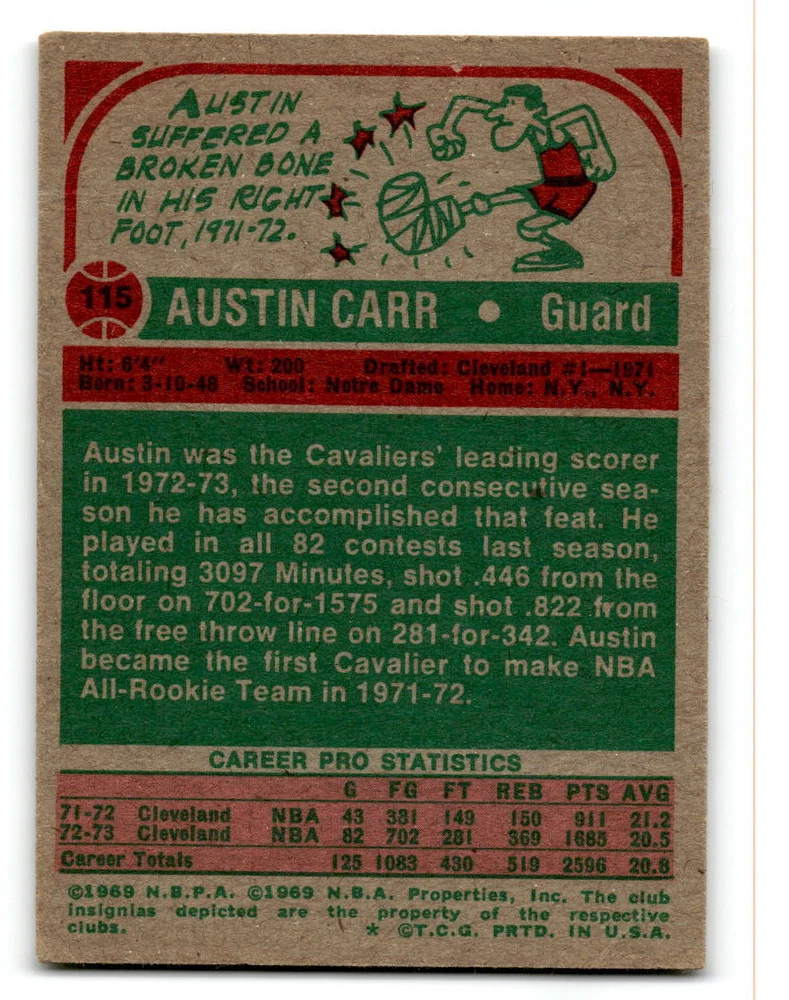 AUSTIN
SUFFERED A
BROKEN BONE
IN HIS RIGHT
FOOT, 1971-72.
115 AUSTIN CARR • Guard
Ht: 6'4" Wt: 200 Drafted: Cleveland #1—1971
Born: 3-10-48 School: Notre Dame Home: N.Y., N.Y.
Austin was the Cavaliers' leading scorer
in 1972-73, the second consecutive sea-
son he has accomplished that feat. He
played in all 82 contests last season,
totaling 3097 Minutes, shot .446 from the
floor on 702-for-1575 and shot .822 from
the free throw line on 281-for-342. Austin
became the first Cavalier to make NBA
All-Rookie Team in 1971-72.
CAREER PRO STATISTICS
G FG FT REB PTS AVG
71-72 Cleveland NBA 43 381 149 150 911 21.2
72-73 Cleveland NBA 82 702 281 369 1685 20.5
Career Totals 125 1083 430 519 2596 20.8
©1969 N.B.P.A. ©1969 N.B.A. Properties, Inc. The club
insignias depicted are the property of the respective
clubs. * ©T.C.G. PRTD. IN U.S.A.